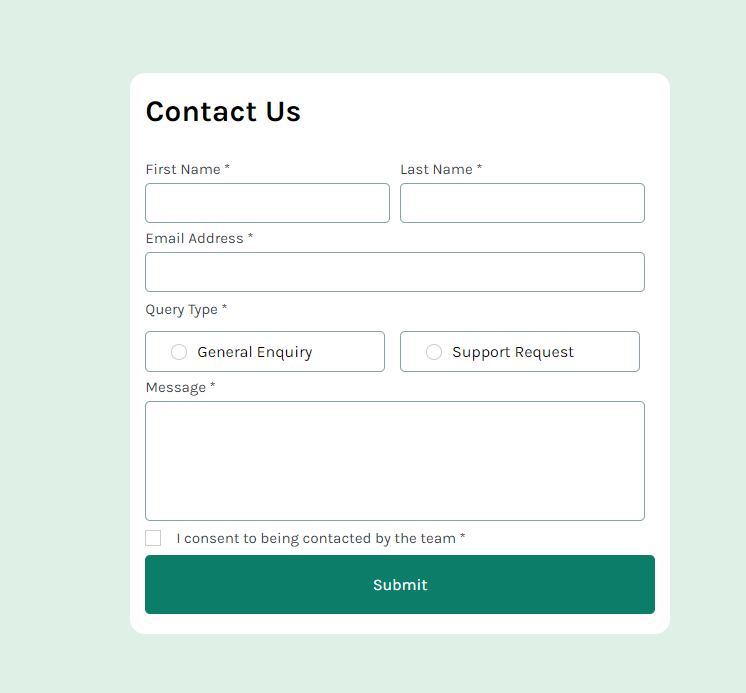 Contact Us
First Name * Last Name *
Email Address *
Query Type *
General Enquiry Support Request
Message *
I consent to being contacted by the team *
Submit